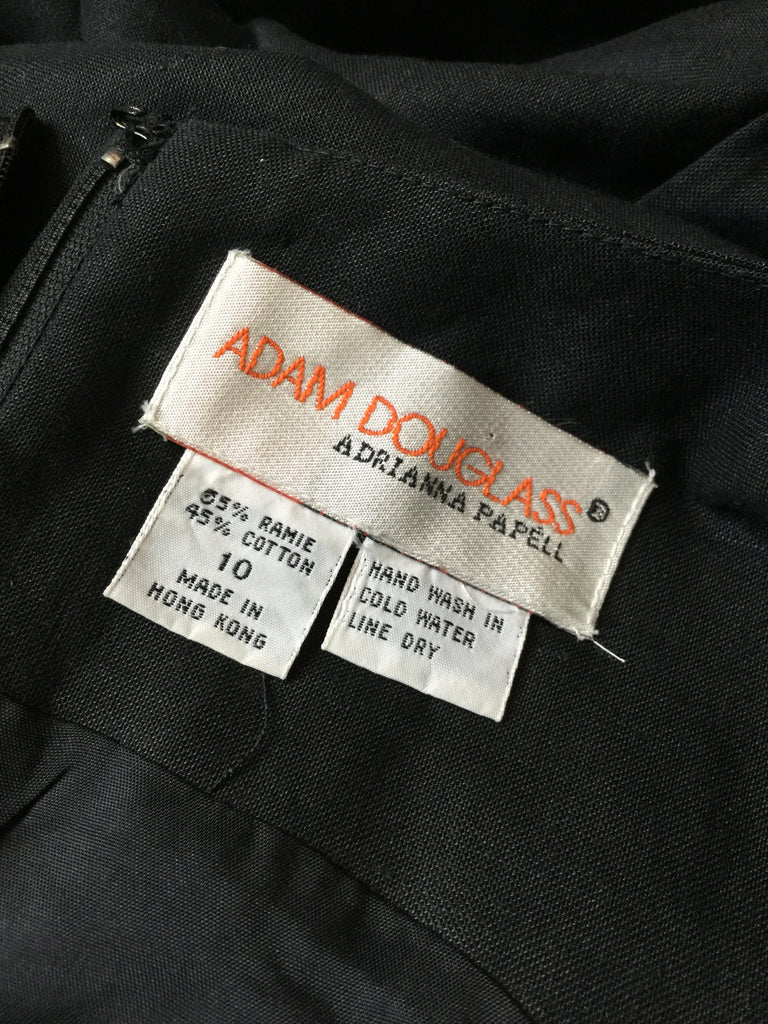 ADAM DOUGLASS®
ADRIANNA PAPELL
55% RAMIE
45% COTTON
10
MADE IN
HONG KONG
HAND WASH IN
COLD WATER
LINE DRY